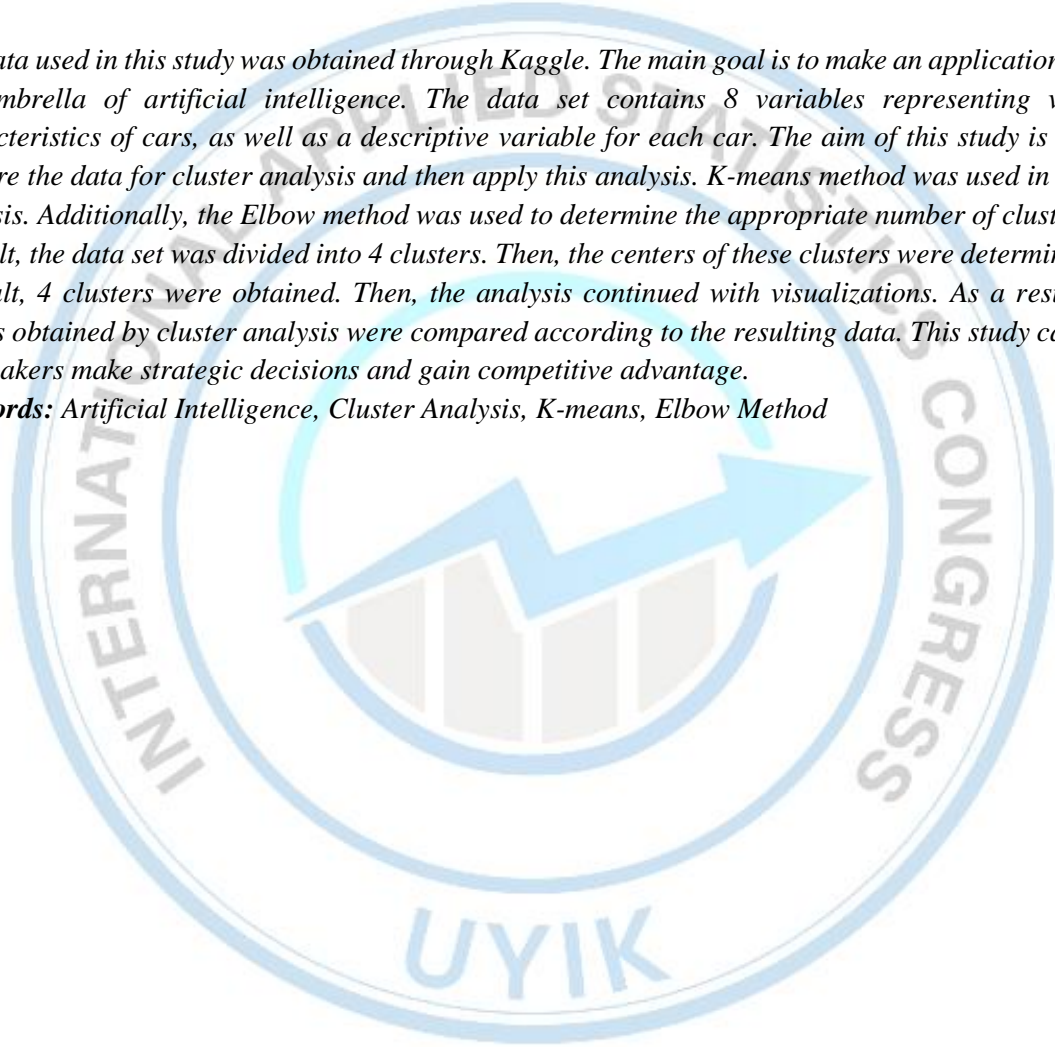 ata used in this study was obtained through Kaggle. The main goal is to make an application
mbrella of artificial intelligence. The data set contains 8 variables representing v
cteristics of cars, as well as a descriptive variable for each car. The aim of this study is
re the data for cluster analysis and then apply this analysis. K-means method was used in
sis. Additionally, the Elbow method was used to determine the appropriate number of clust
lt, the data set was divided into 4 clusters. Then, the centers of these clusters were determin
ult, 4 clusters were obtained. Then, the analysis continued with visualizations. As a resi
s obtained by cluster analysis were compared according to the resulting data. This study ca
akers make strategic decisions and gain competitive advantage.
ords: Artificial Intelligence, Cluster Analysis, K-means, Elbow Method
INTERNATIONAL APPLIED STATISTICS CONGRESS
UYIK